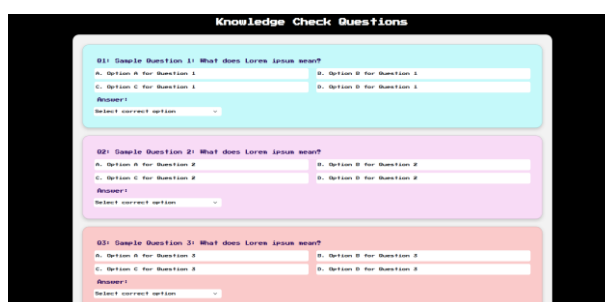 Knowledge Check Questions
Q1: Sample Question 1: What does Lorem ipsum mean?
A. Option A for Question 1
B. Option B for Question 1
C. Option C for Question 1
D. Option D for Question 1
Answer:
Select correct option
Q2: Sample Question 2: What does Lorem ipsum mean?
A. Option A for Question 2
B. Option B for Question 2
C. Option C for Question 2
D. Option D for Question 2
Answer:
Select correct option
Q3: Sample Question 3: What does Lorem ipsum mean?
A. Option A for Question 3
B. Option B for Question 3
C. Option C for Question 3
D. Option D for Question 3
Answer:
Select correct option